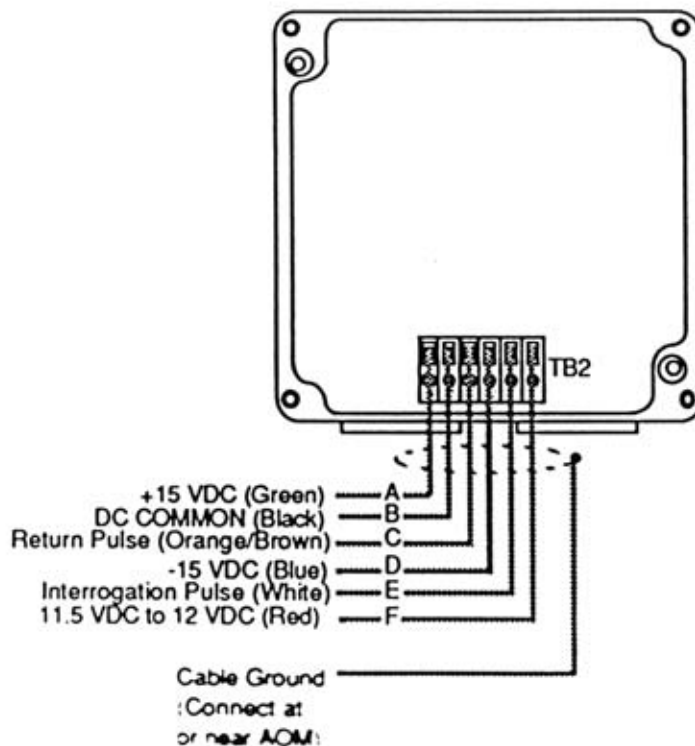 TB2
+15 VDC (Green) A
DC COMMON (Black) B
Return Pulse (Orange/Brown) C
-15 VDC (Blue) D
Interrogation Pulse (White) E
11.5 VDC to 12 VDC (Red) F
Cable Ground
Connect at
or near AOM